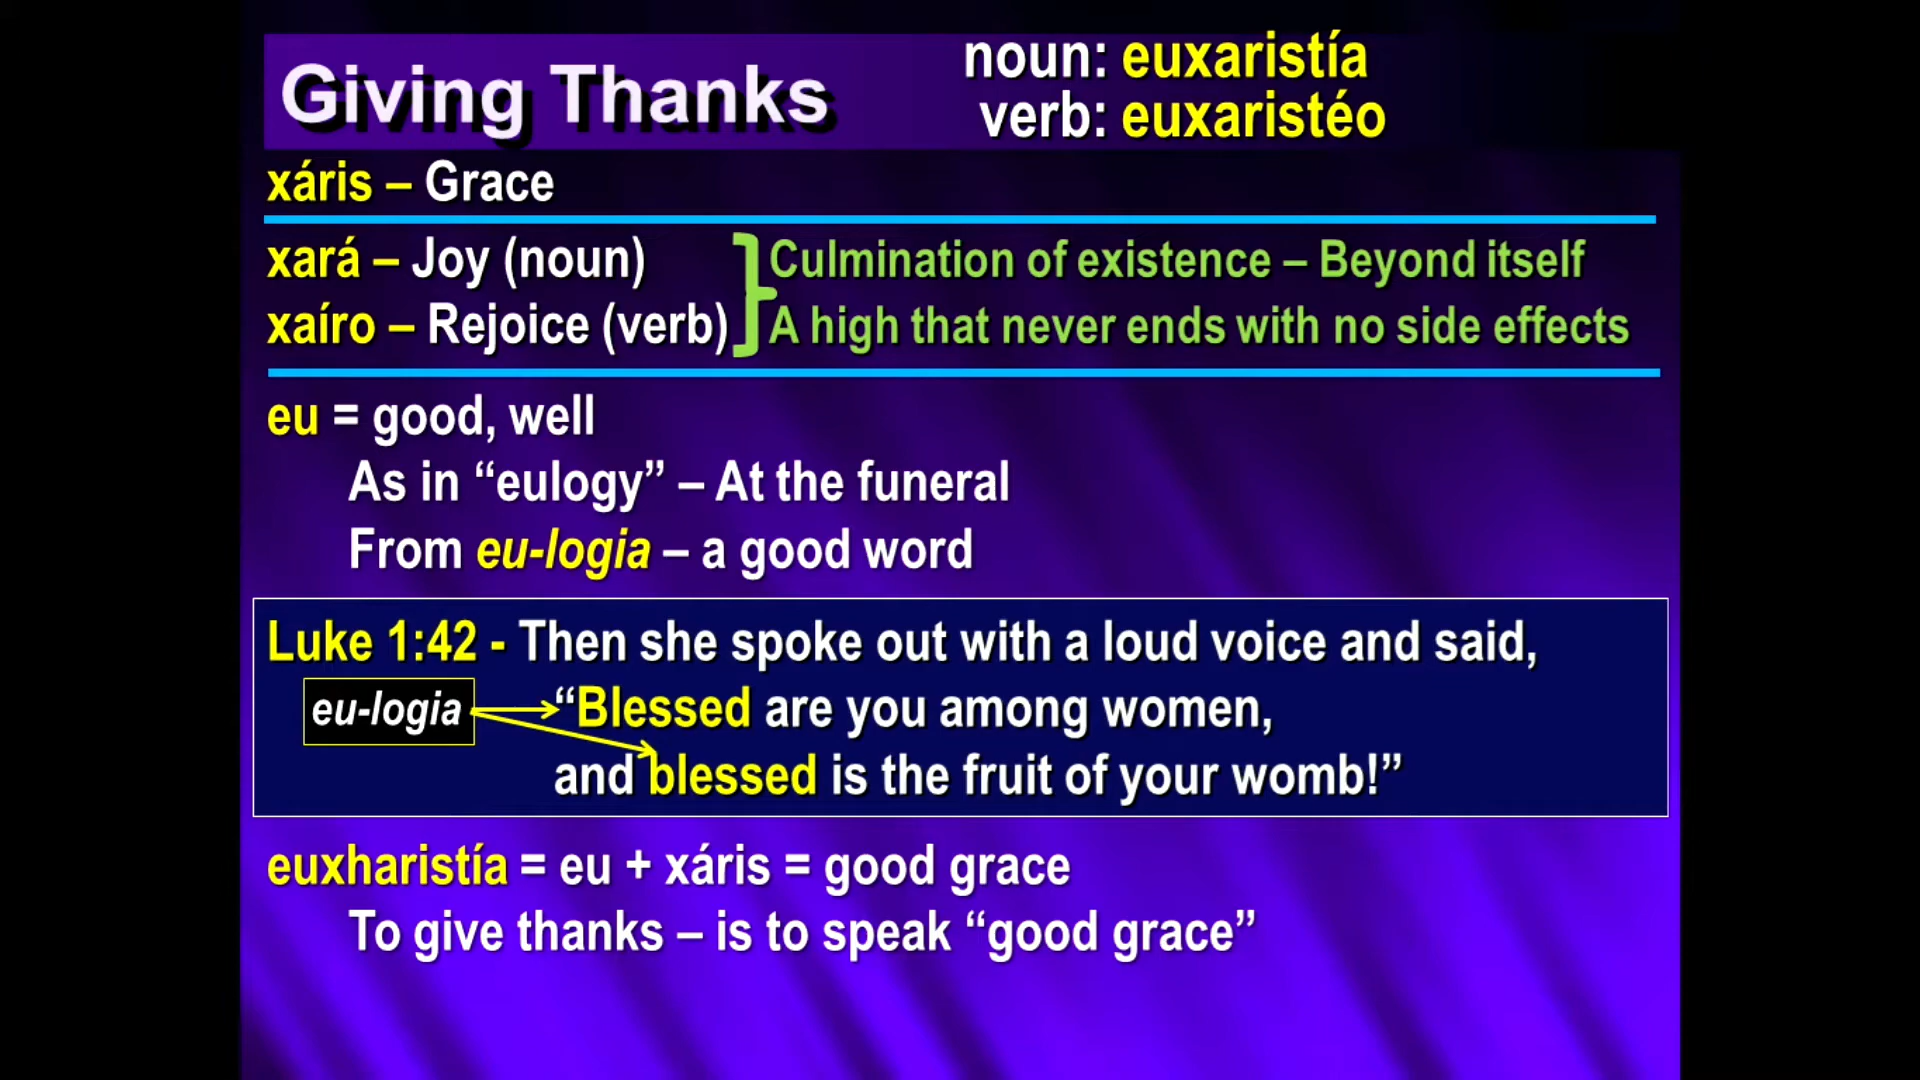 Giving Thanks
noun: euxaristía
verb: euxaristéo
xáris – Grace
xará – Joy (noun)
xaíro – Rejoice (verb)
Culmination of existence – Beyond itself
A high that never ends with no side effects
eu = good, well
As in “eulogy” – At the funeral
From eu-logia – a good word
Luke 1:42 - Then she spoke out with a loud voice and said,
eu-logia
“Blessed are you among women,
and blessed is the fruit of your womb!”
euxharistía = eu + xáris = good grace
To give thanks – is to speak “good grace”